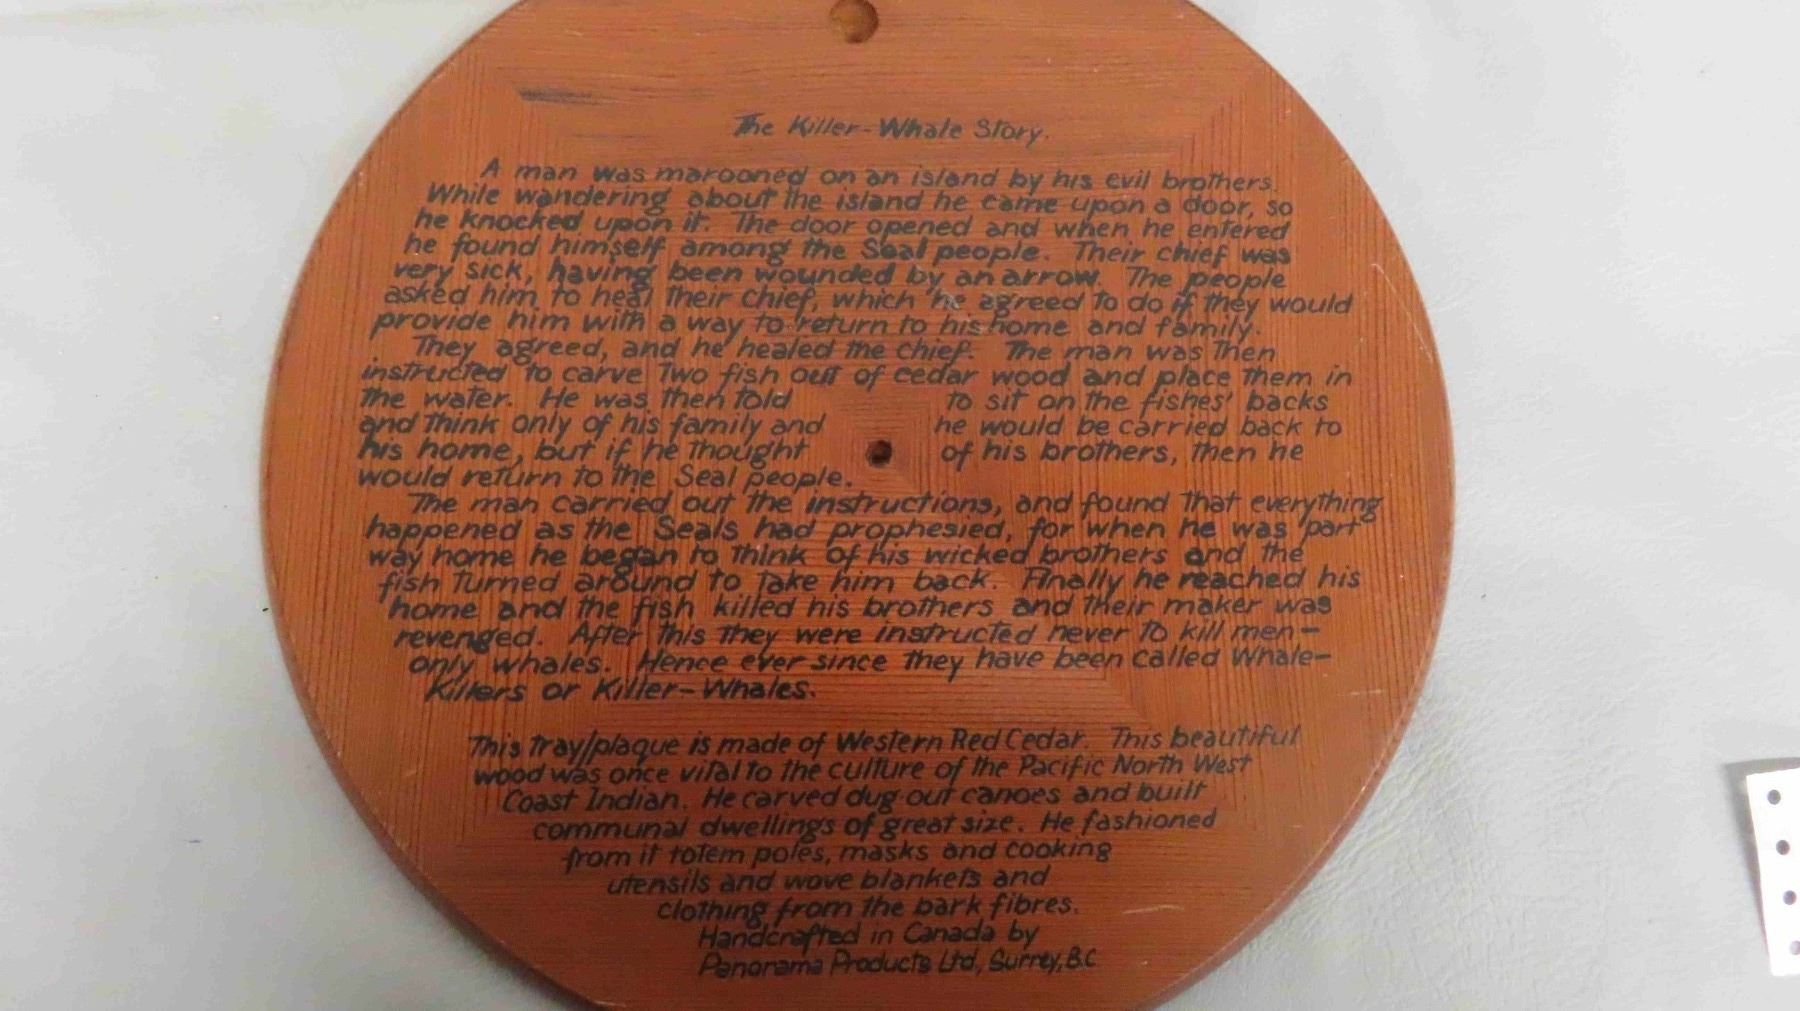 The Killer-Whale Story.
A man was marooned on an island by his evil brothers.
While wandering about the island he came upon a door, so
he knocked upon it. The door opened and when he entered
he found himself among the Seal people. Their chief was
very sick, having been wounded by an arrow. The people
asked him to heal their chief, which he agreed to do if they would
provide him with a way to return to his home and family.
They agreed, and he healed the chief. The man was then
instructed to carve two fish out of cedar wood and place them in
the water. He was then told to sit on the fishes' backs
and think only of his family and he would be carried back to
his home, but if he thought of his brothers, then he
would return to the Seal people.
The man carried out the instructions, and found that everything
happened as the Seals had prophesied, for when he was part
way home he began to think of his wicked brothers and the
fish turned around to take him back. Finally he reached his
home and the fish killed his brothers and their maker was
revenged. After this they were instructed never to kill men-
only whales. Hence ever since they have been called Whale-
Killers or Killer-Whales.
This tray/plaque is made of Western Red Cedar. This beautiful
wood was once vital to the culture of the Pacific North West
Coast Indian. He carved dug-out canoes and built
communal dwellings of great size. He fashioned
from it totem poles, masks and cooking
utensils and wove blankets and
clothing from the bark fibres.
Handcrafted in Canada by
Panorama Products Ltd, Surrey, B.C